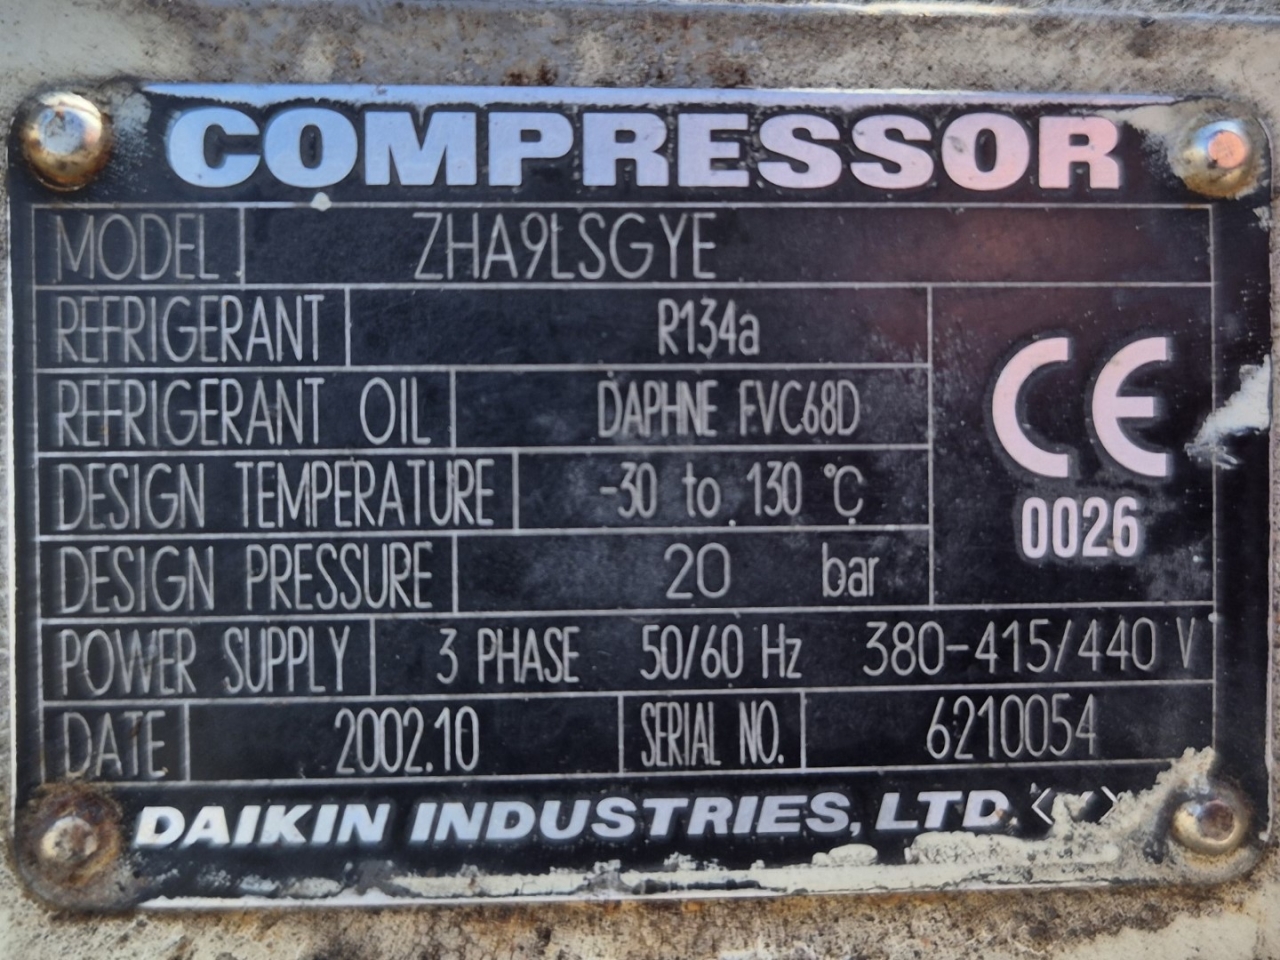 COMPRESSOR
MODEL ZHA9LSGYE
REFRIGERANT R134a
REFRIGERANT OIL DAPHNE FVC68D
DESIGN TEMPERATURE -30 to 130 °C
DESIGN PRESSURE 20 bar
CE
0026
POWER SUPPLY 3 PHASE 50/60 Hz 380-415/440 V
DATE 2002.10 SERIAL NO. 6210054
DAIKIN INDUSTRIES, LTD.